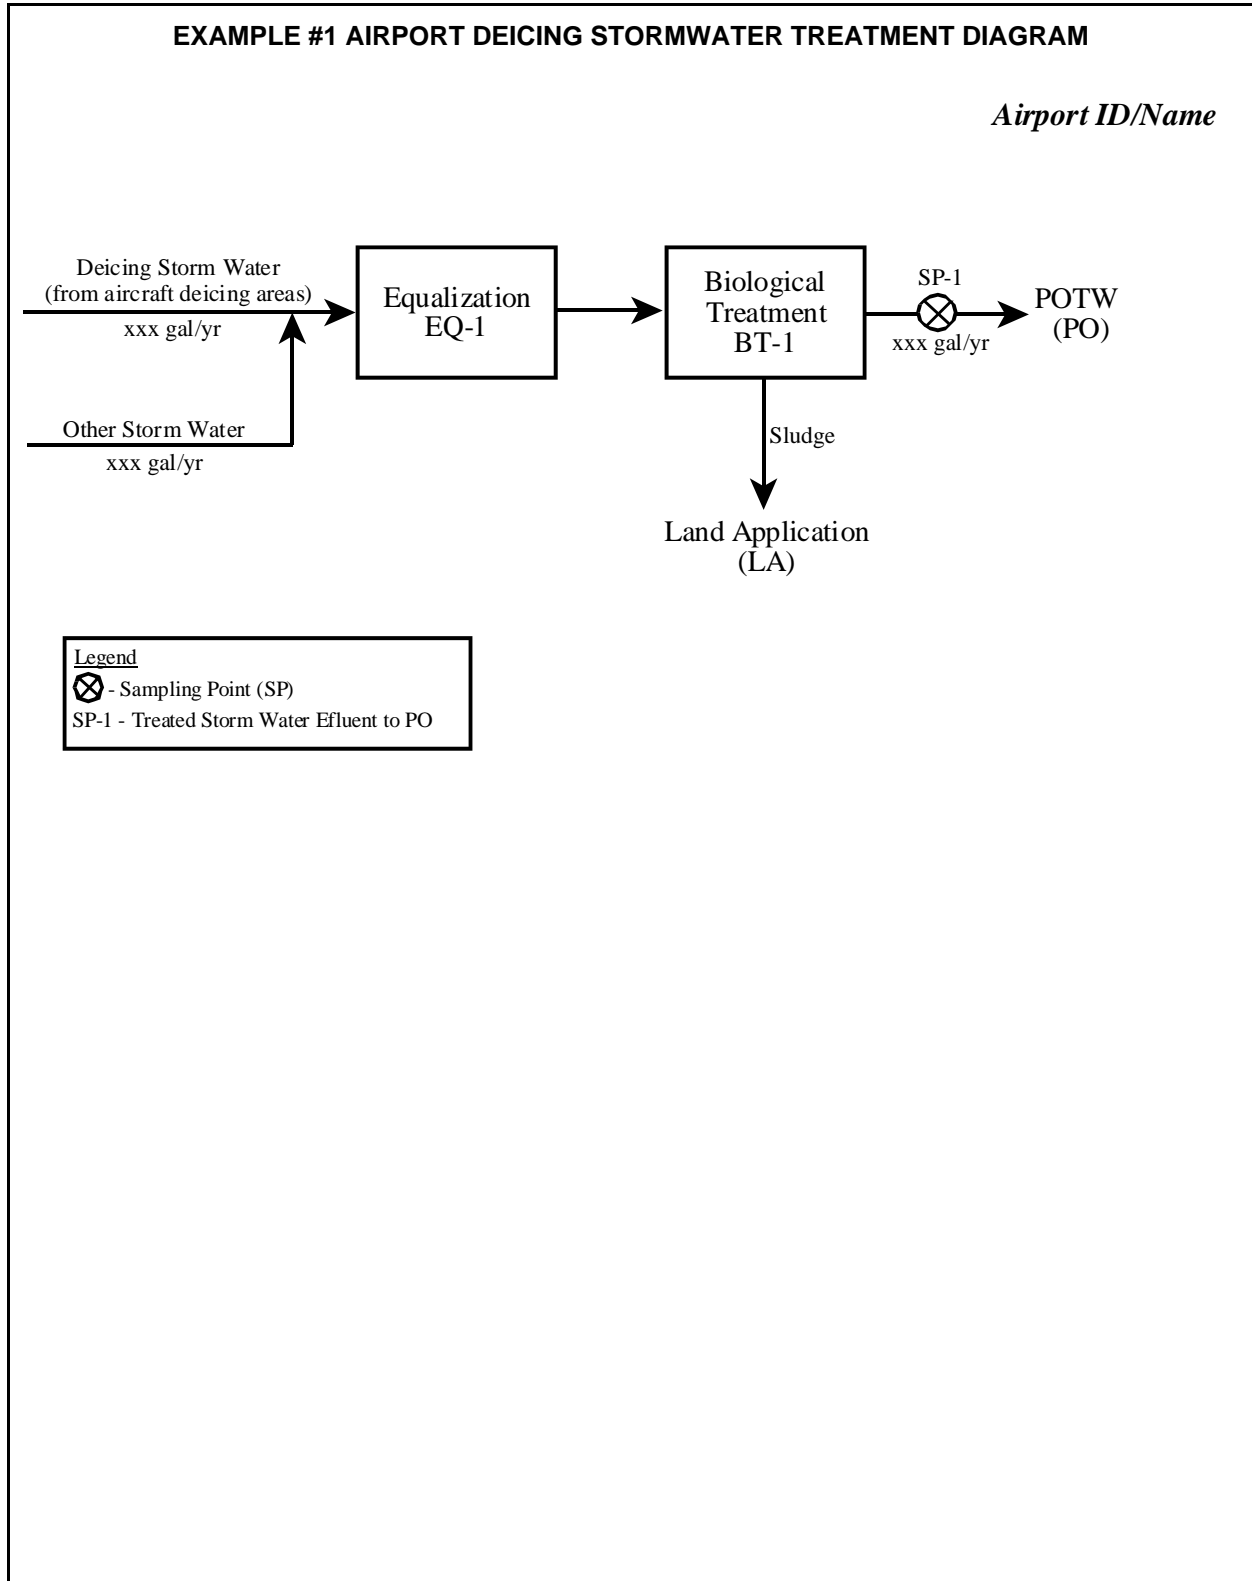 EXAMPLE #1 AIRPORT DEICING STORMWATER TREATMENT DIAGRAM
Airport ID/Name
Deicing Storm Water
(from aircraft deicing areas)
xxx gal/yr
Other Storm Water
xxx gal/yr
Equalization
EQ-1
Biological
Treatment
BT-1
SP-1
xxx gal/yr
POTW
(PO)
Sludge
Land Application
(LA)
Legend
- Sampling Point (SP)
SP-1 - Treated Storm Water Efluent to PO